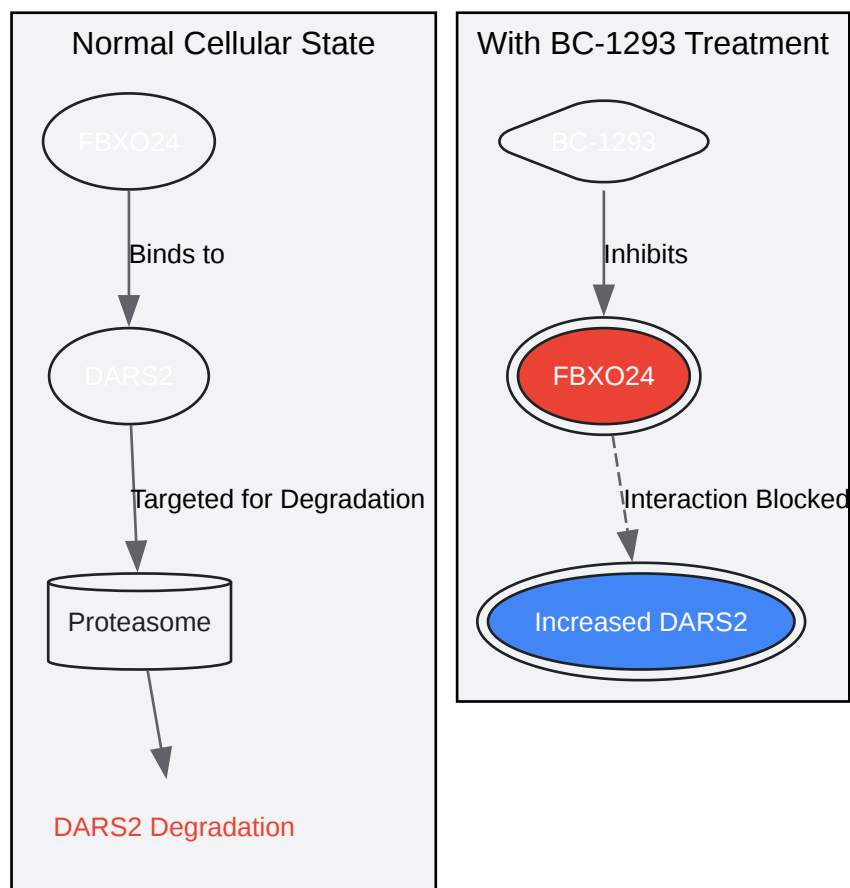 Normal Cellular State
FBXO24
Binds to
DARS2
Targeted for Degradation
Proteasome
DARS2 Degradation
With BC-1293 Treatment
BC-1293
Inhibits
FBXO24
Interaction Blocked
Increased DARS2